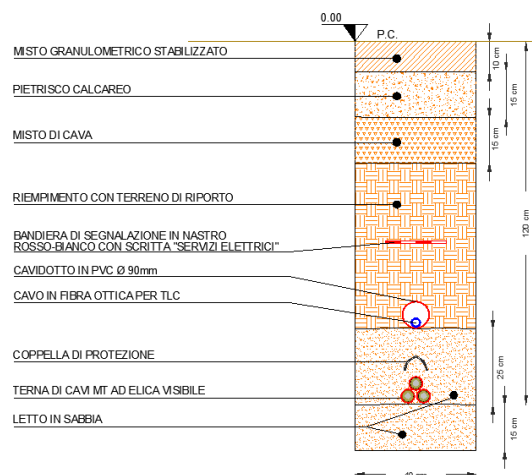 0.00
P.C.
MISTO GRANULOMETRICO STABILIZZATO
10 cm
PIETRISCO CALCAREO
15 cm
MISTO DI CAVA
15 cm
RIEMPIMENTO CON TERRENO DI RIPORTO
120 cm
BANDIERA DI SEGNALAZIONE IN NASTRO
ROSSO-BIANCO CON SCRITTA "SERVIZI ELETTRICI"
CAVIDOTTO IN PVC Ø 90mm
CAVO IN FIBRA OTTICA PER TLC
COPPELLA DI PROTEZIONE
25 cm
TERNA DI CAVI MT AD ELICA VISIBILE
LETTO IN SABBIA
15 cm